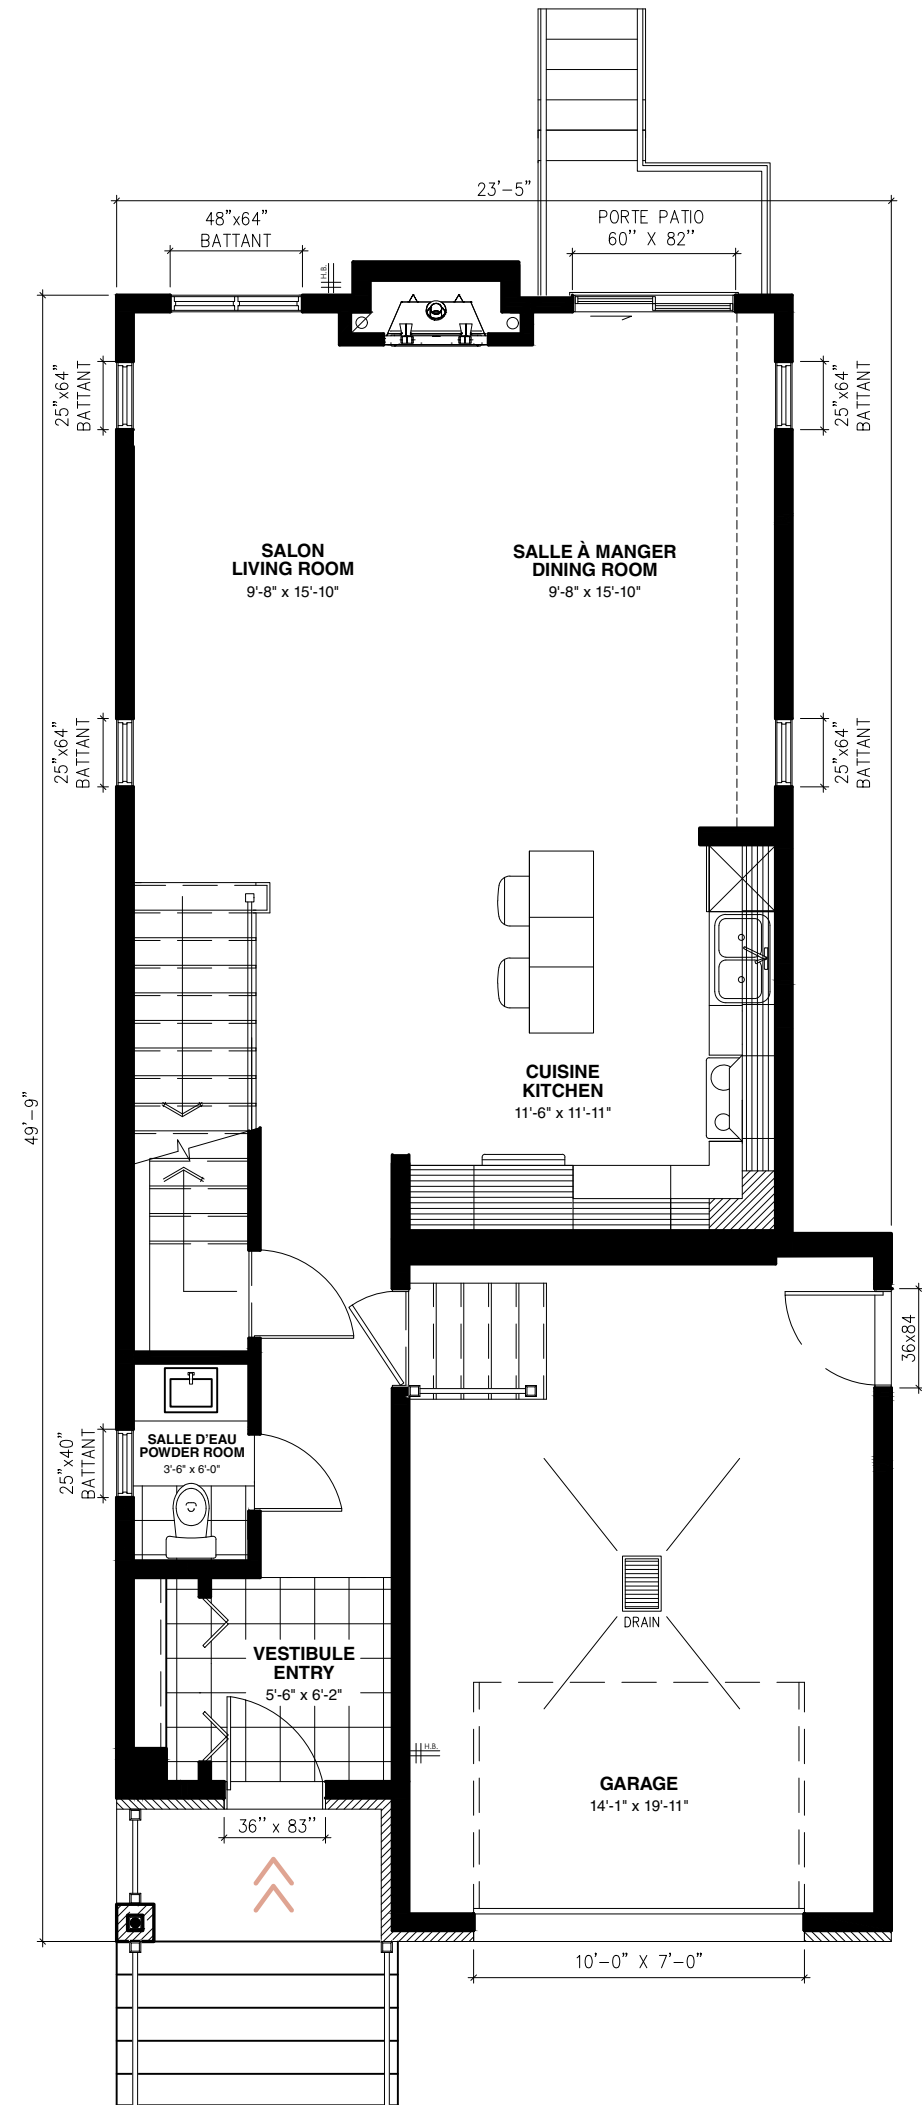 23'-5"
48"x64"
BATTANT
PORTE PATIO
60" X 82"
H.B.
25"x64"
BATTANT
25"x64"
BATTANT
SALON
LIVING ROOM
9'-8" x 15'-10"
SALLE À MANGER
DINING ROOM
9'-8" x 15'-10"
25"x64"
BATTANT
25"x64"
BATTANT
49'-9"
CUISINE
KITCHEN
11'-6" x 11'-11"
36x84
25"x40"
BATTANT
SALLE D'EAU
POWDER ROOM
3'-6" x 6'-0"
DRAIN
VESTIBULE
ENTRY
5'-6" x 6'-2"
H.B.
GARAGE
14'-1" x 19'-11"
36" x 83"
10'-0" X 7'-0"